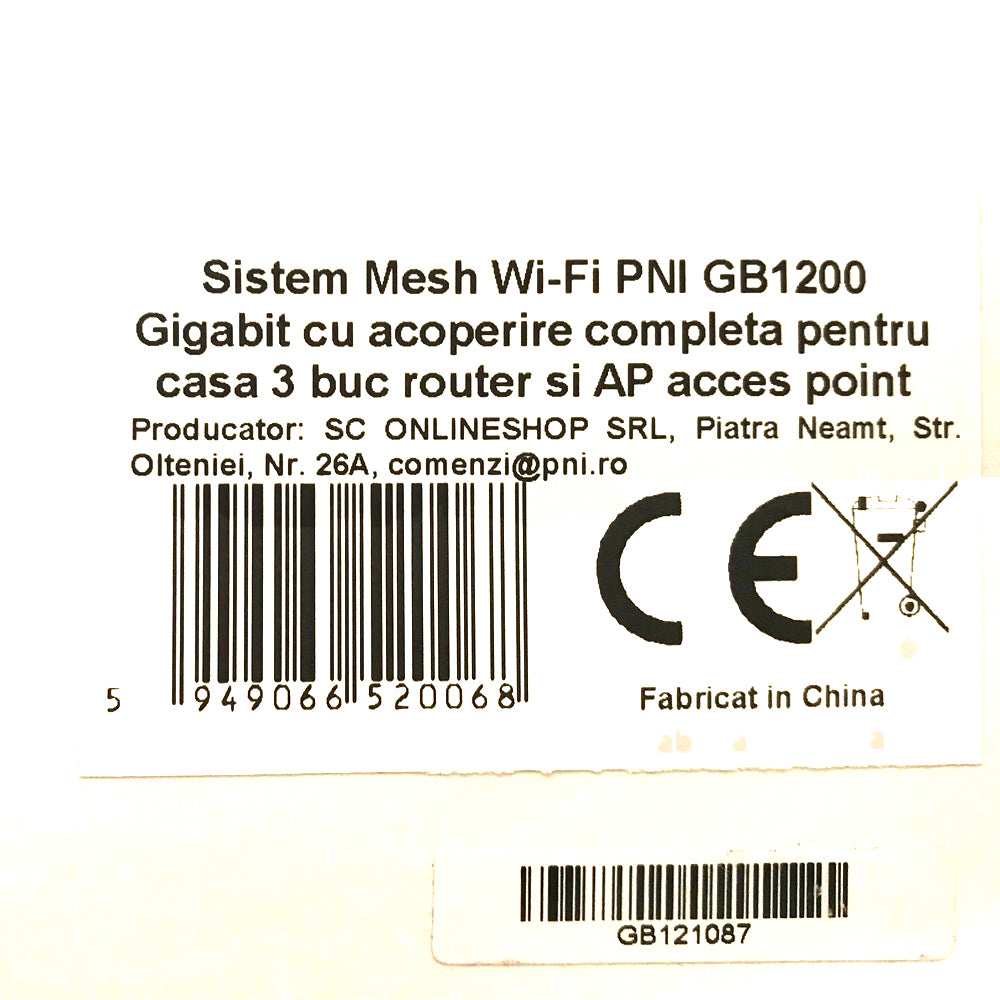 Sistem Mesh Wi-Fi PNI GB1200
Gigabit cu acoperire completa pentru
casa 3 buc router si AP acces point
Producator: SC ONLINESHOP SRL, Piatra Neamt, Str.
Olteniei, Nr. 26A, comenzi@pni.ro
CE
5 949066 520068
Fabricat in China
GB121087